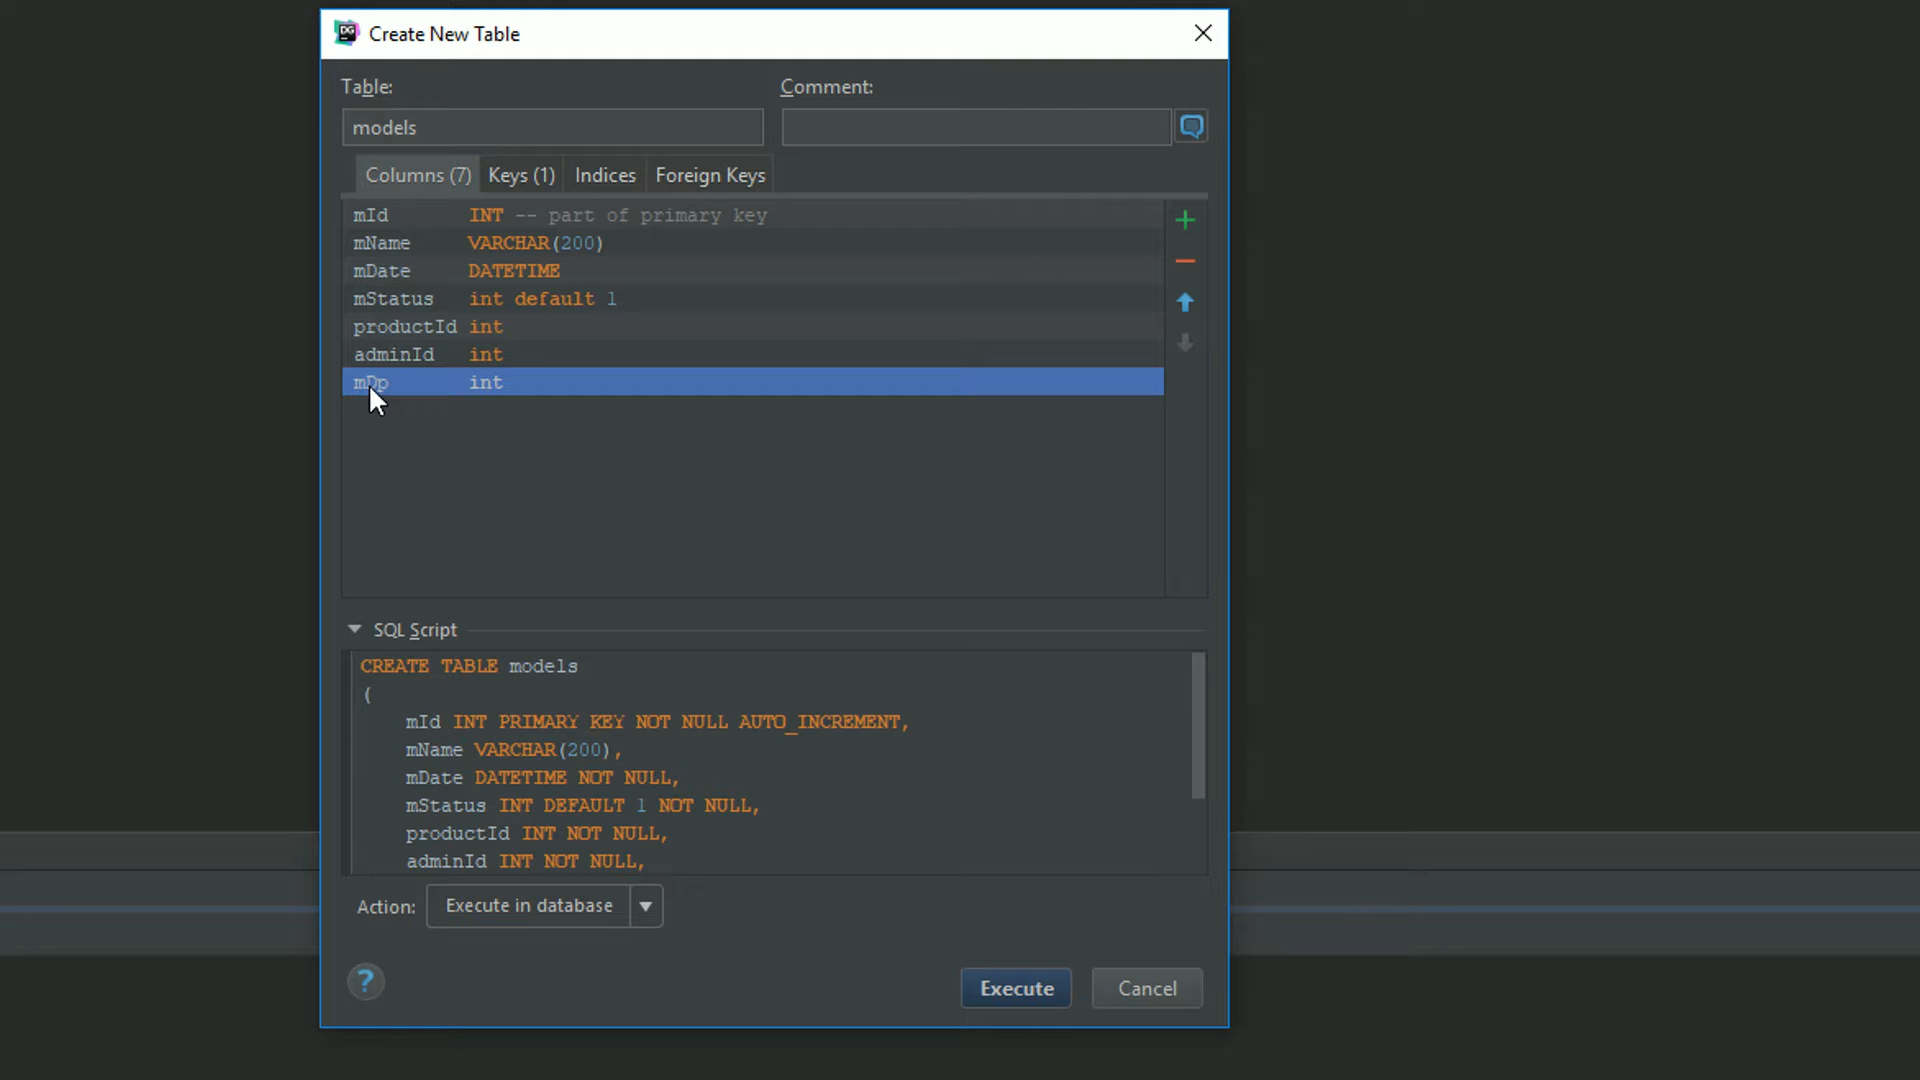 DG Create New Table
Table:
Comment:
models
Columns (7) Keys (1) Indices Foreign Keys
mId INT -- part of primary key
mName VARCHAR(200)
mDate DATETIME
mStatus int default 1
productId int
adminId int
mDp int
SQL Script
CREATE TABLE models
(
mId INT PRIMARY KEY NOT NULL AUTO_INCREMENT,
mName VARCHAR(200),
mDate DATETIME NOT NULL,
mStatus INT DEFAULT 1 NOT NULL,
productId INT NOT NULL,
adminId INT NOT NULL,
Action: Execute in database
?
Execute
Cancel